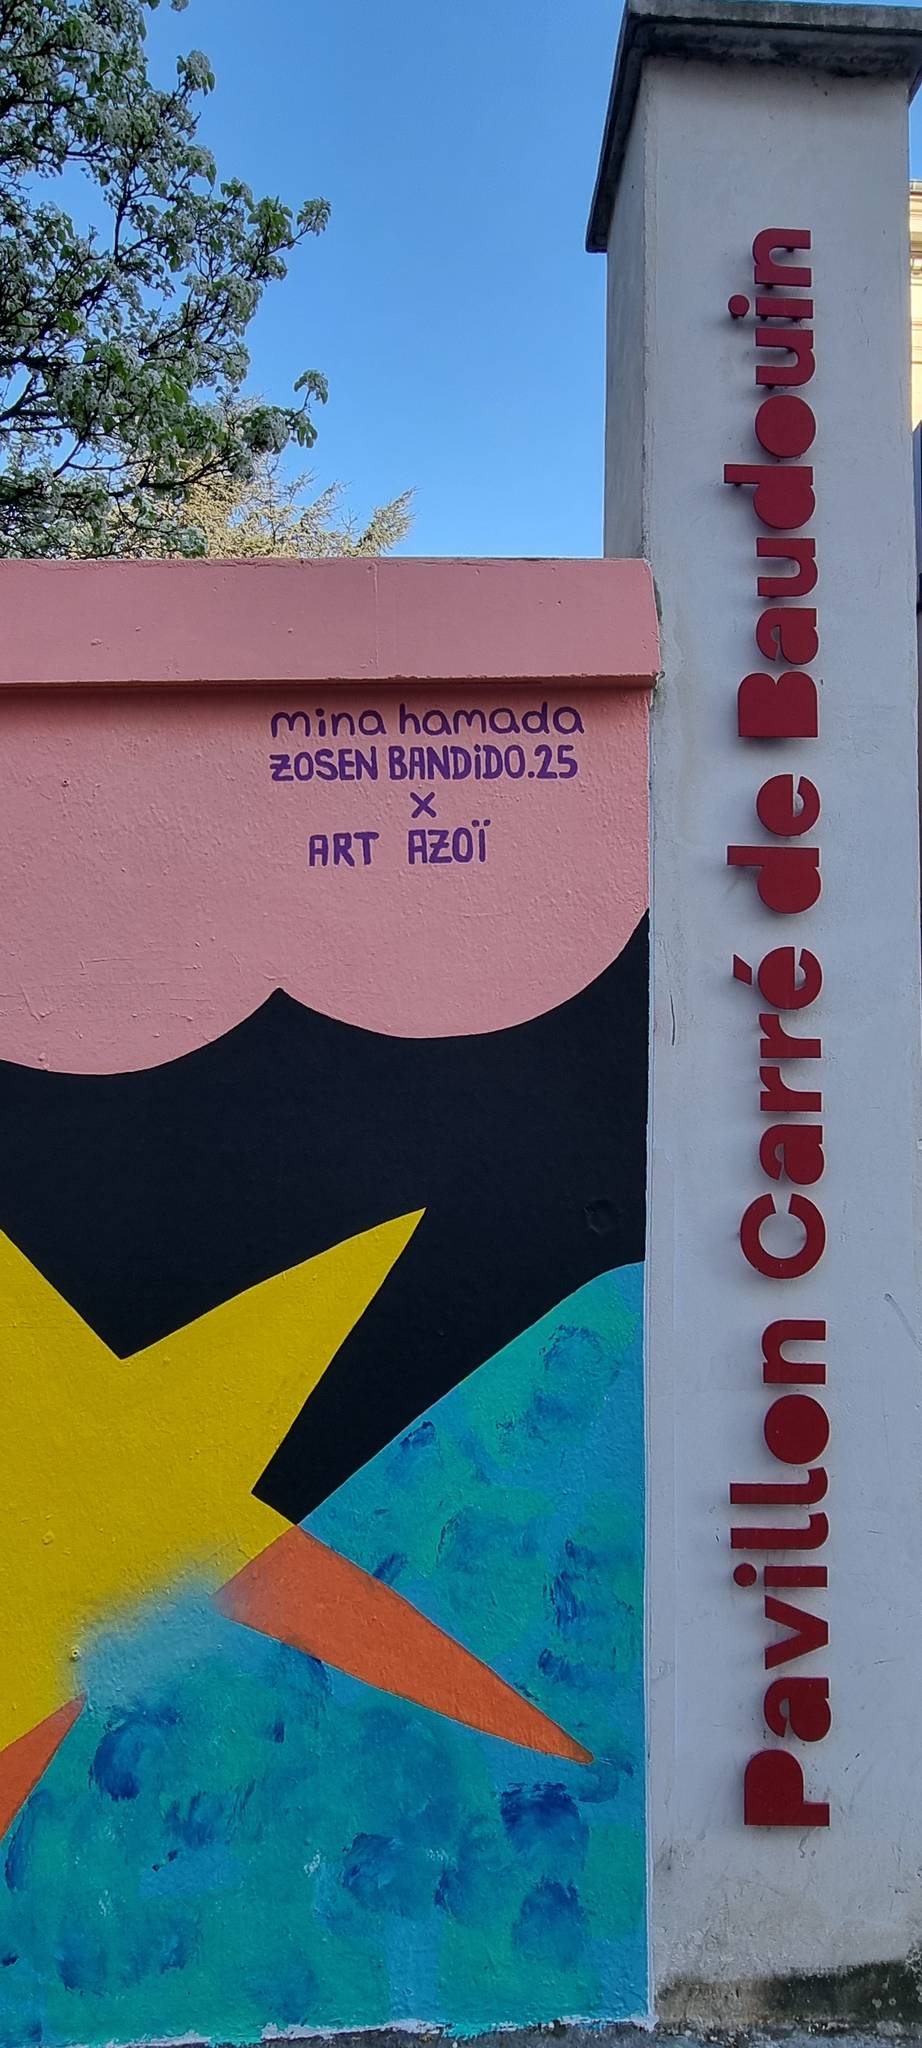 mina hamada
ZOSEN BANDiDO.25
x
ART AZOÏ
Pavillon Carré de Baudouin